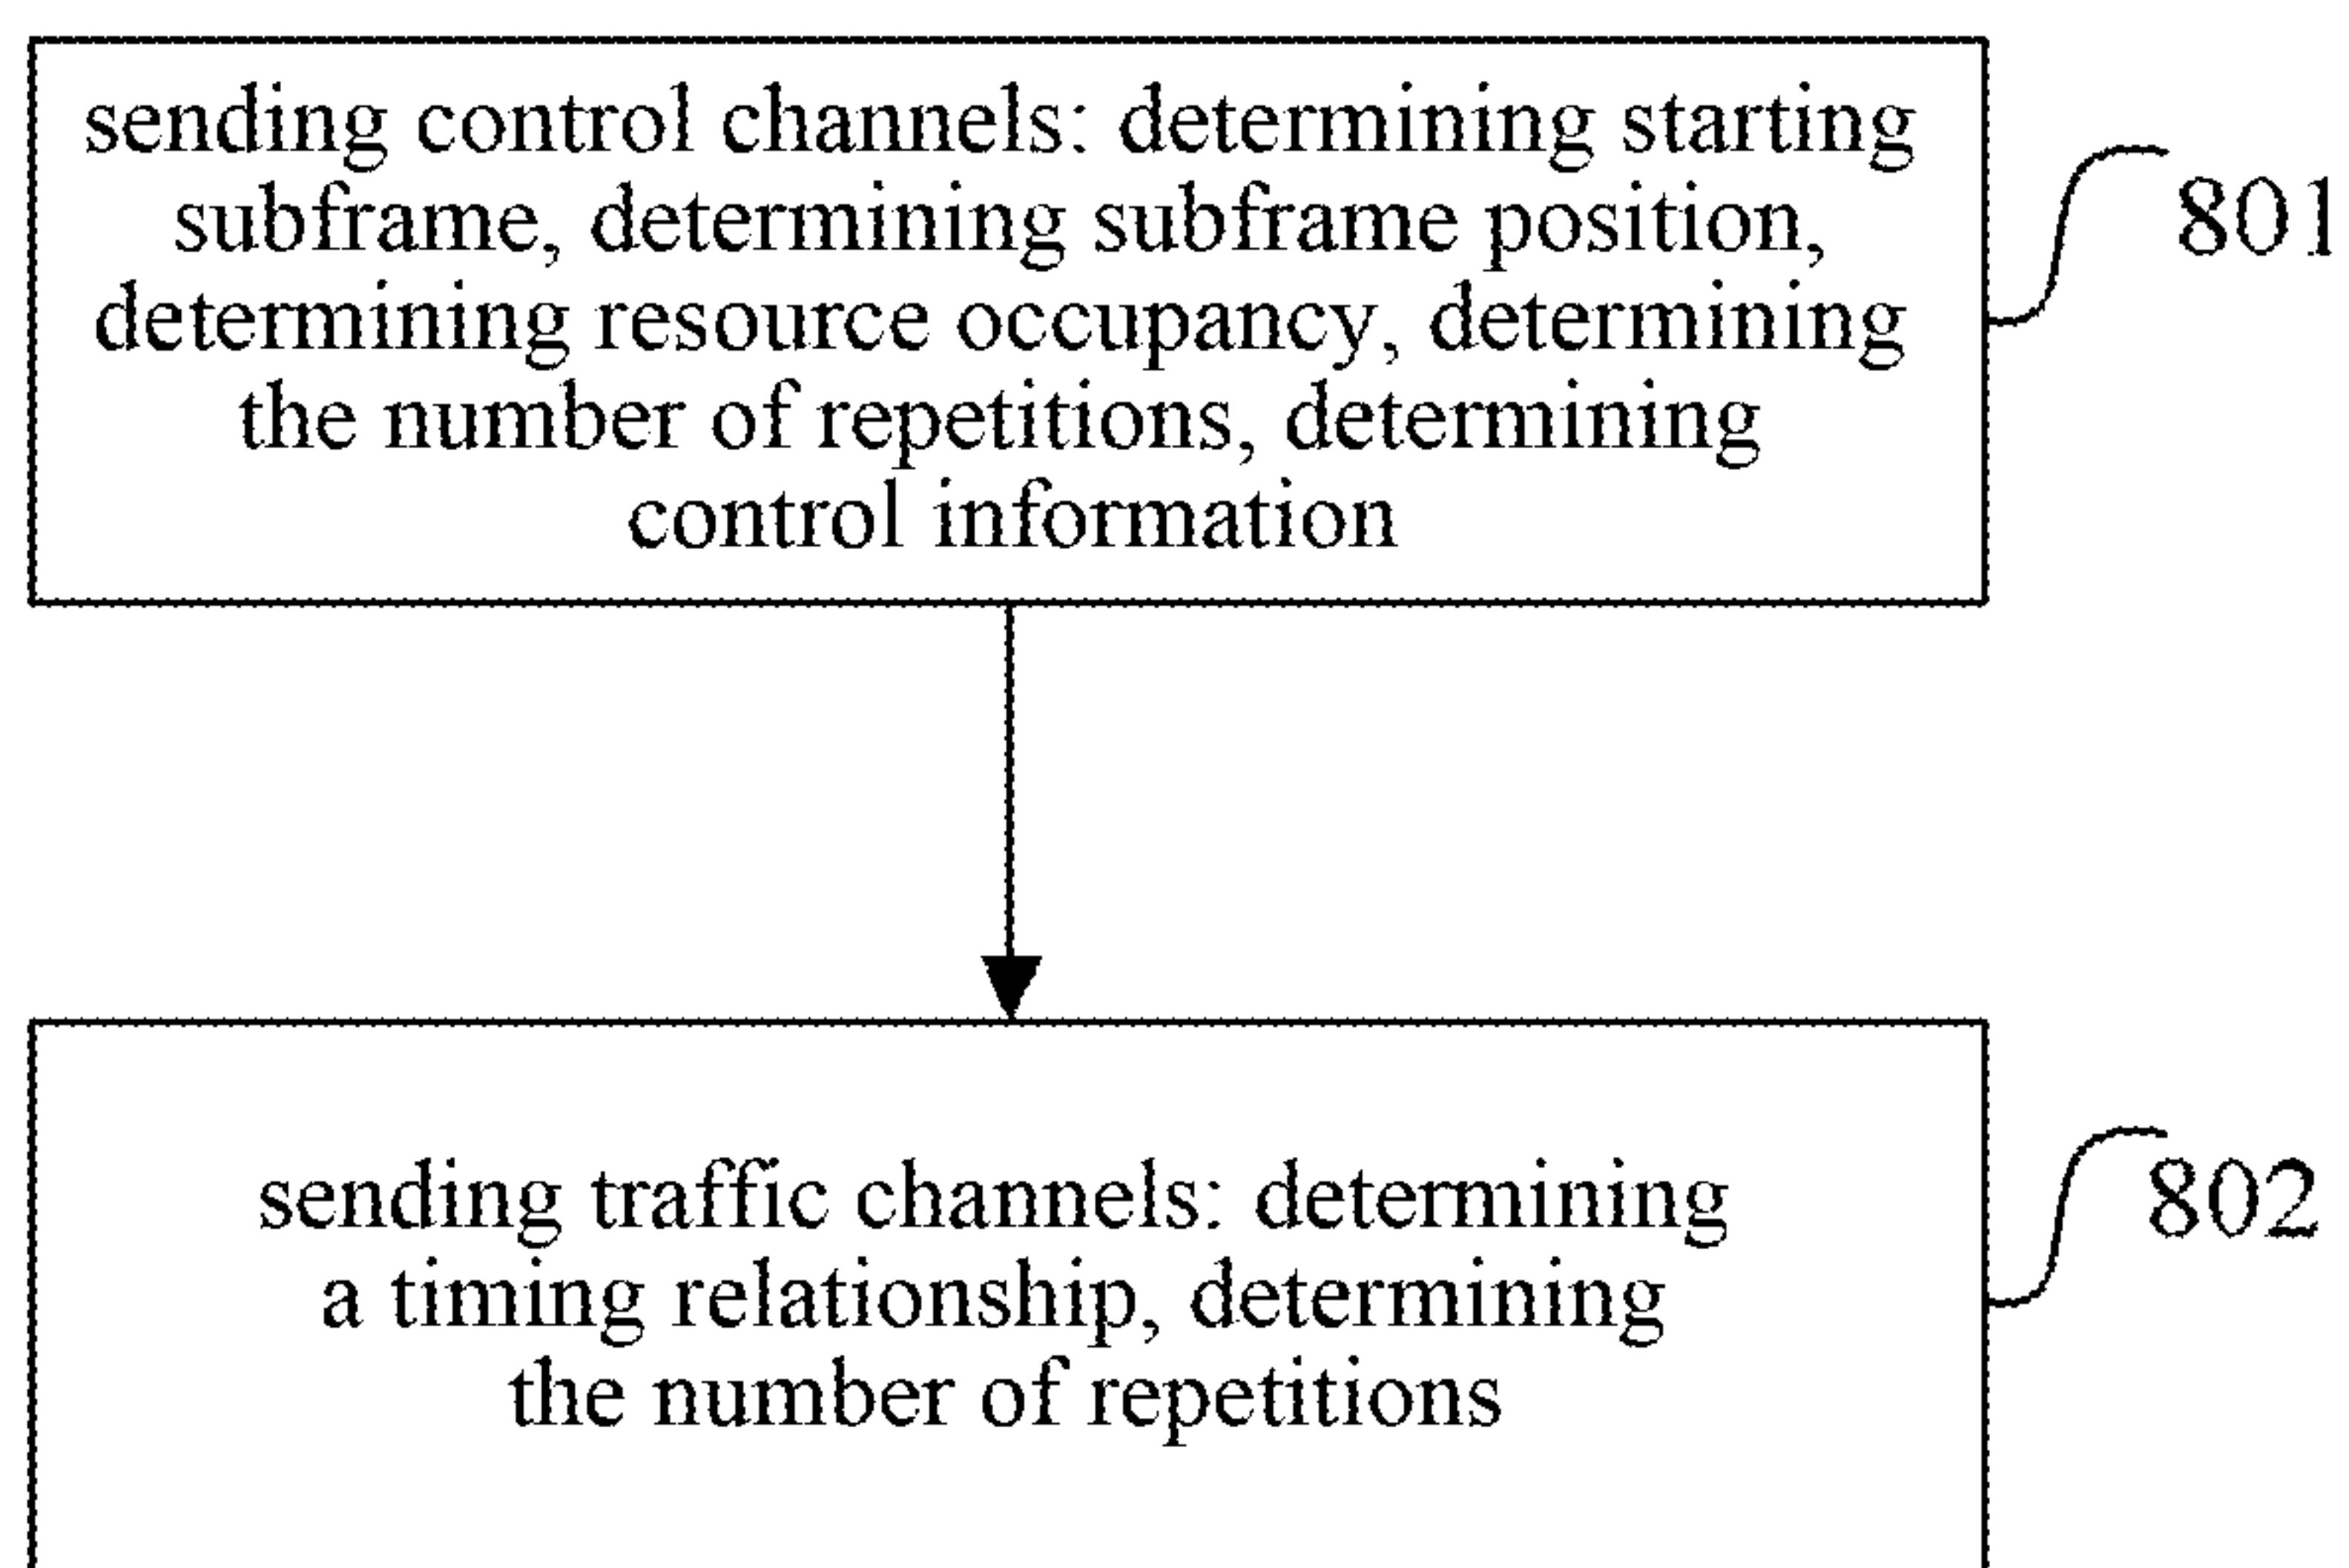 sending control channels: determining starting
subframe, determining subframe position,
determining resource occupancy, determining
the number of repetitions, determining
control information
801
sending traffic channels: determining
a timing relationship, determining
the number of repetitions
802